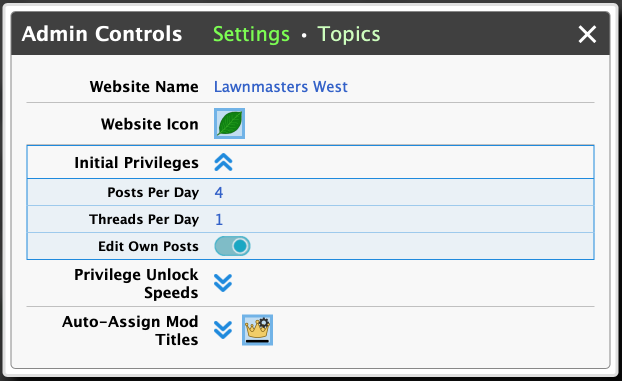 Admin Controls Settings • Topics
Website Name Lawnmasters West
Website Icon
Initial Privileges
Posts Per Day 4
Threads Per Day 1
Edit Own Posts
Privilege Unlock
Speeds
Auto-Assign Mod
Titles